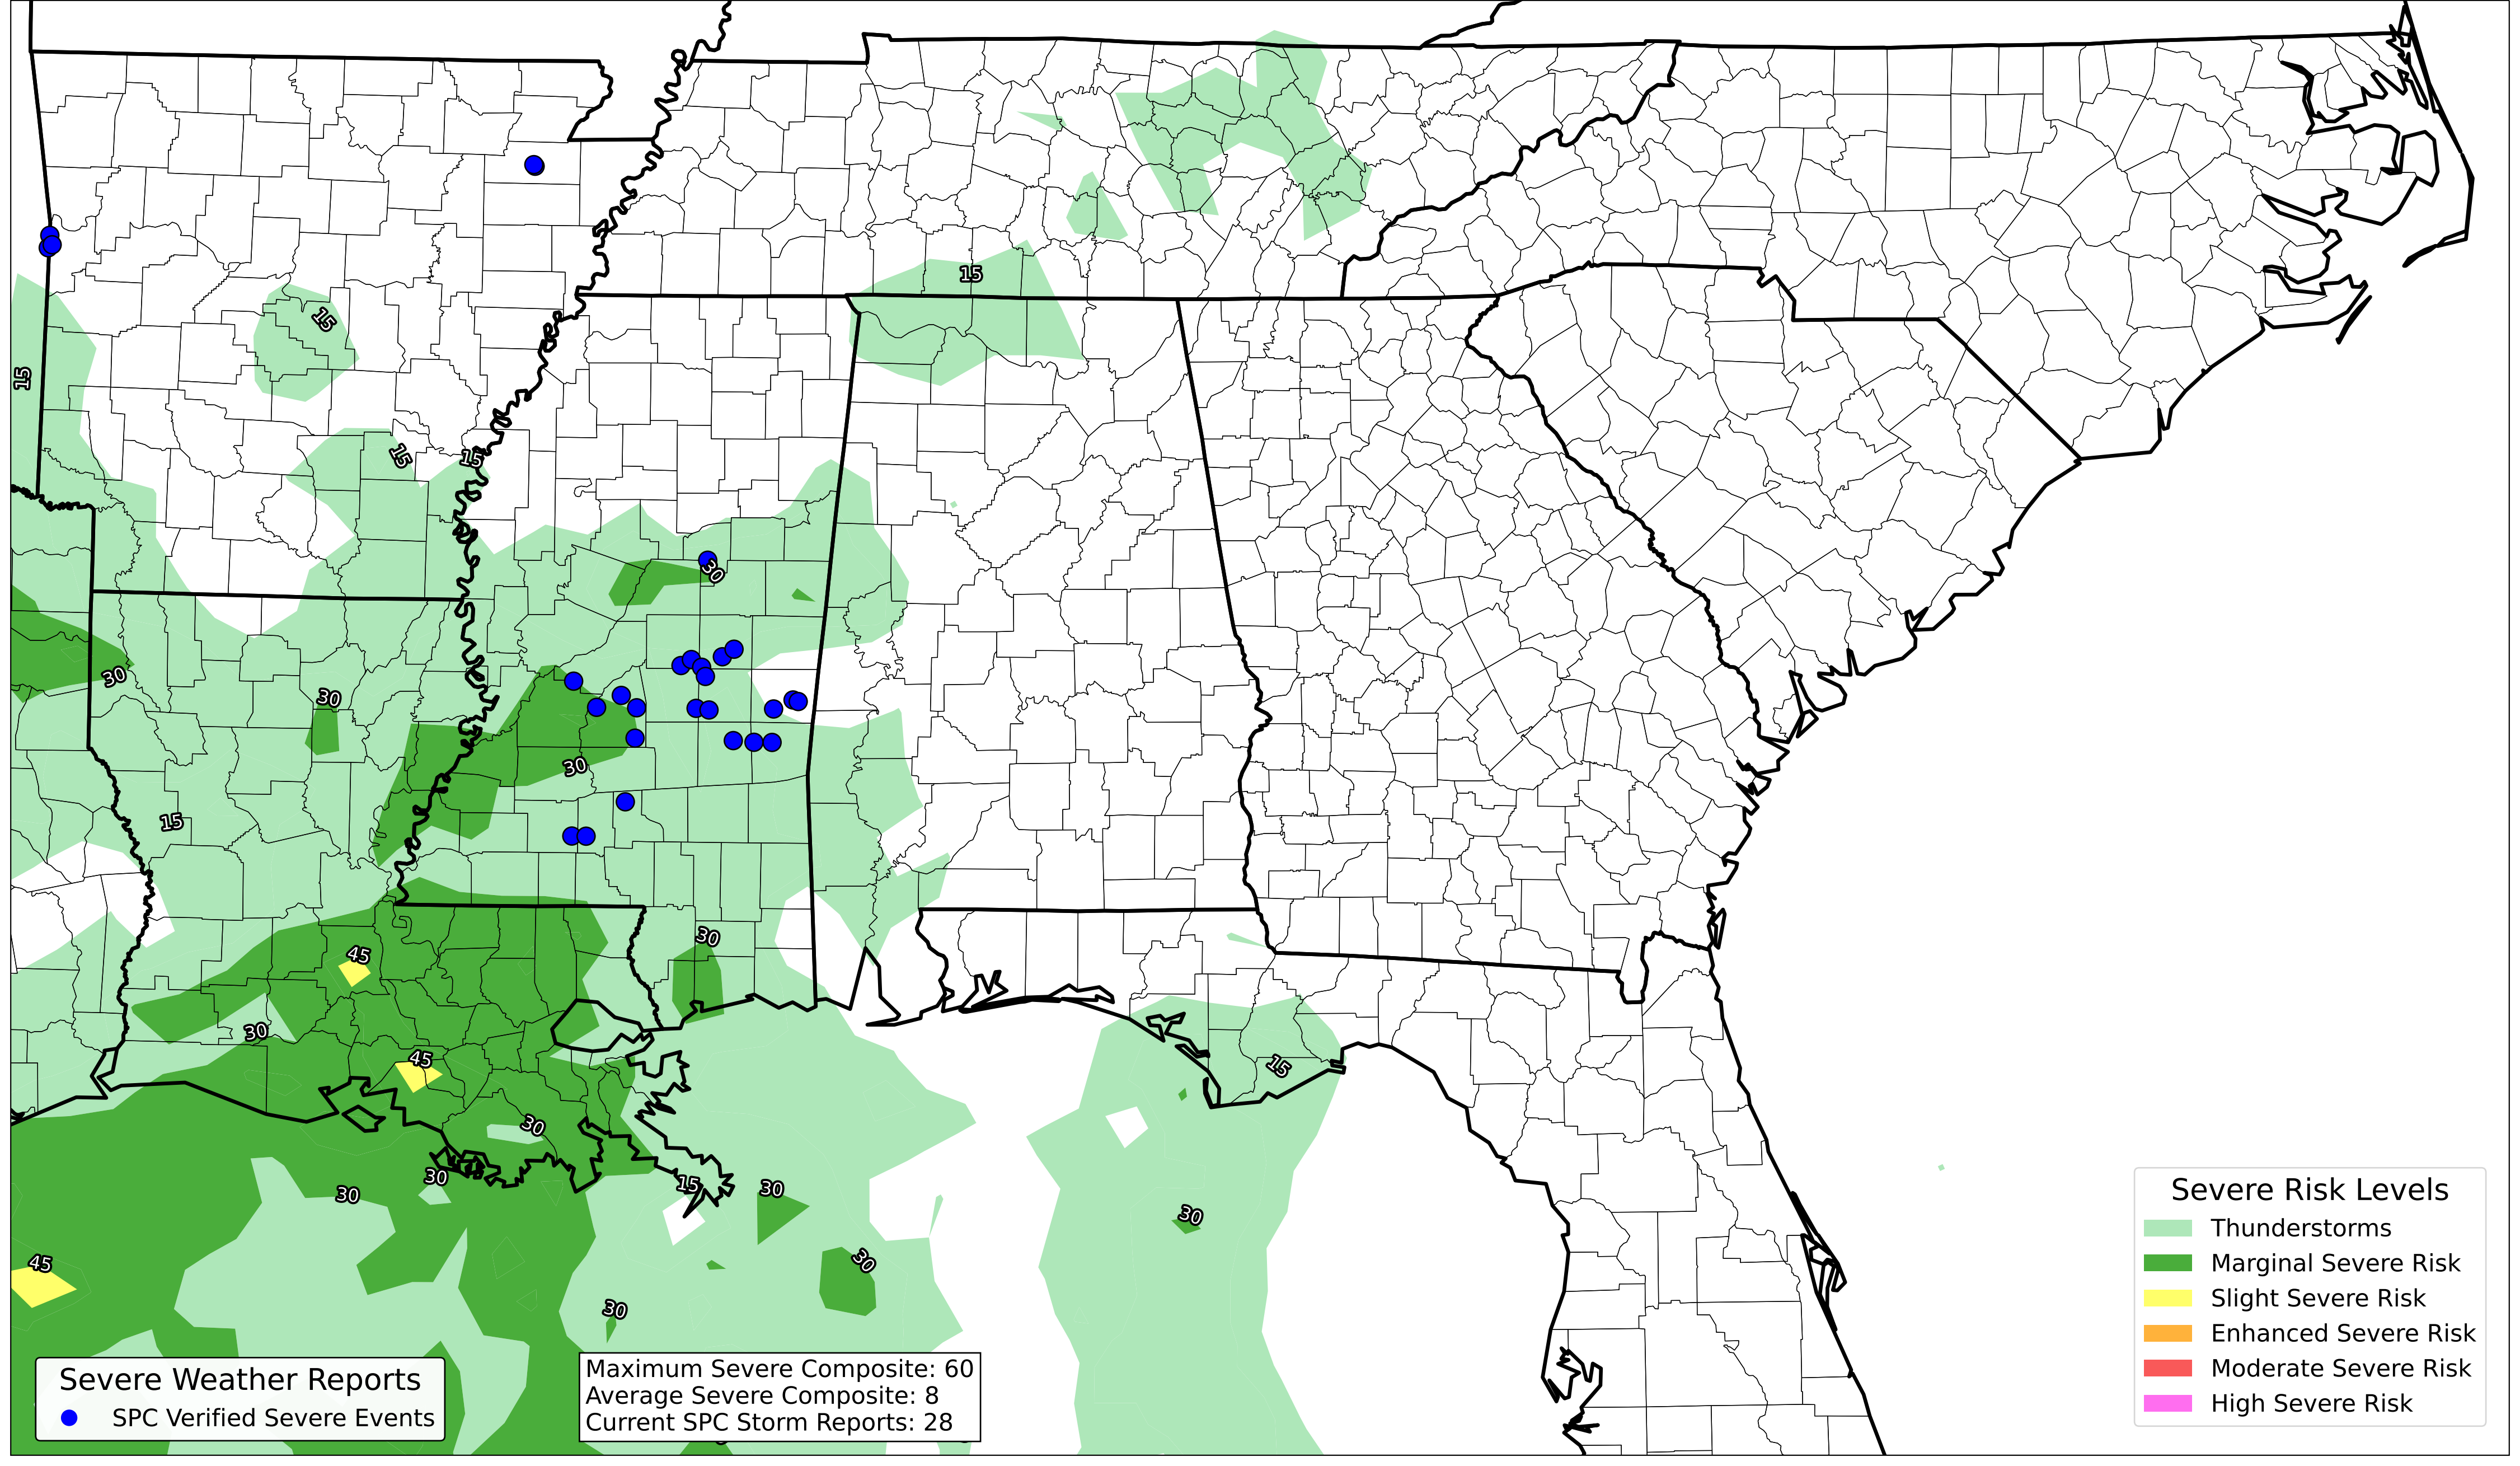 15
15
15
15
15
30
30
30
30
15
30
45
30
45
30
15
30
30
15
30
30
30
45
30
Severe Risk Levels
Thunderstorms
Marginal Severe Risk
Slight Severe Risk
Enhanced Severe Risk
Moderate Severe Risk
High Severe Risk
Severe Weather Reports
SPC Verified Severe Events
Maximum Severe Composite: 60
Average Severe Composite: 8
Current SPC Storm Reports: 28